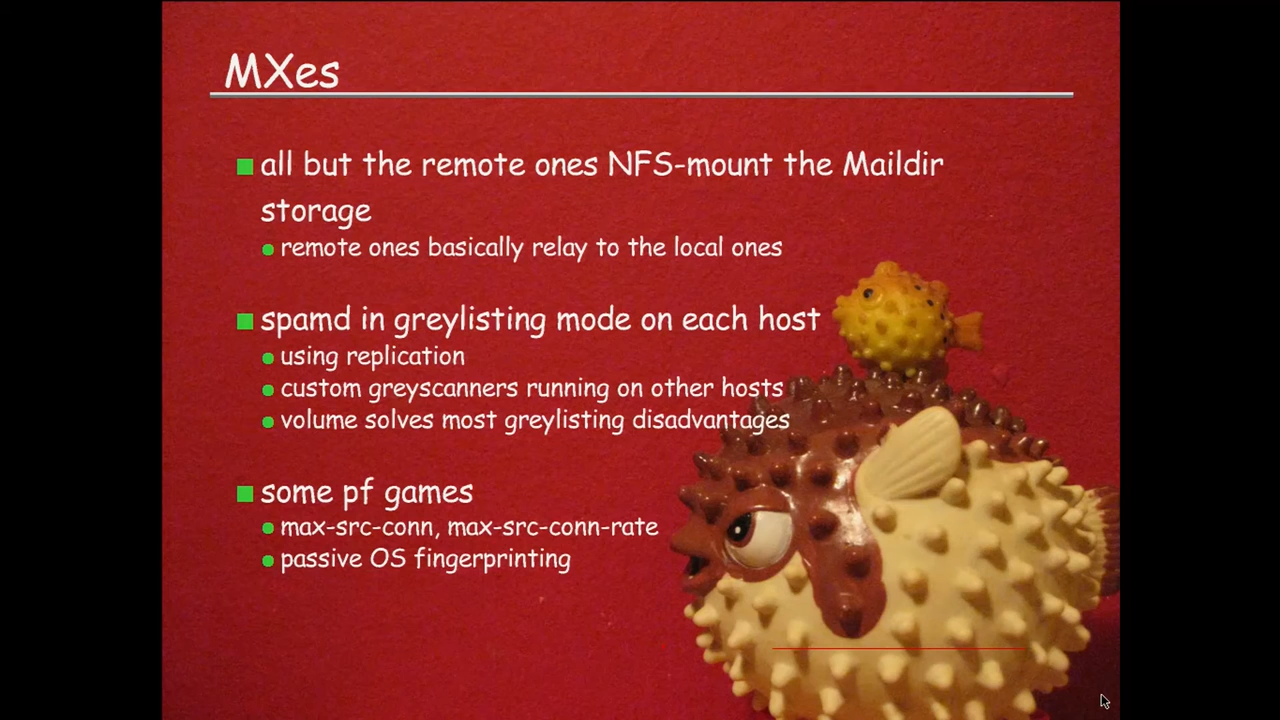 MXes
all but the remote ones NFS-mount the Maildir
storage
remote ones basically relay to the local ones
spamd in greylisting mode on each host
using replication
custom greyscanners running on other hosts
volume solves most greylisting disadvantages
some pf games
max-src-conn, max-src-conn-rate
passive OS fingerprinting